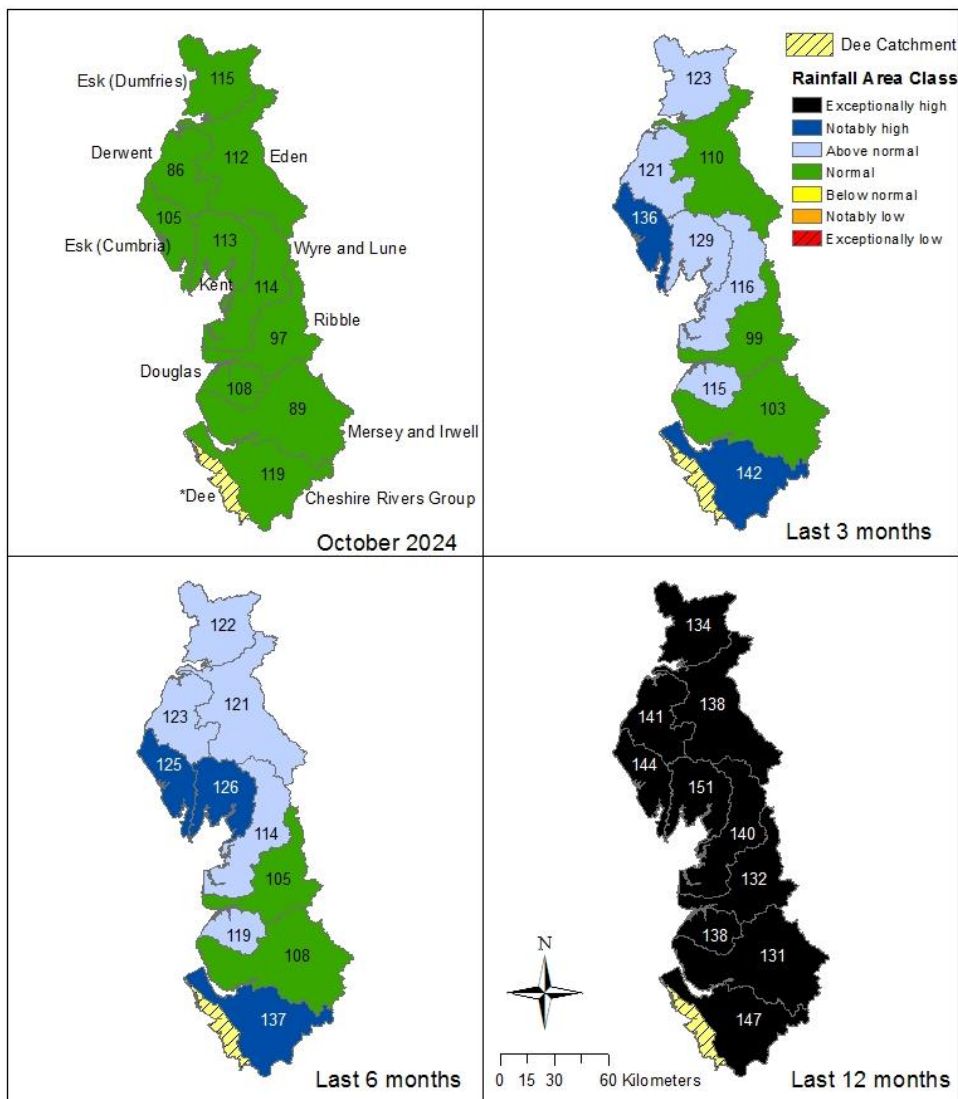 Esk (Dumfries)
115
Derwent
86
112
Eden
105
Esk (Cumbria)
113
Wyre and Lune
Kent
114
Ribble
97
Douglas
108
89
Mersey and Irwell
*Dee
119
Cheshire Rivers Group
October 2024
Dee Catchment
Rainfall Area Class
Exceptionally high
Notably high
Above normal
Normal
Below normal
Notably low
Exceptionally low
123
121
110
136
129
116
99
115
103
142
Last 3 months
122
123
121
125
126
114
105
119
108
137
Last 6 months
134
141
138
144
151
140
132
138
131
147
N
0 15 30 60 Kilometers
Last 12 months